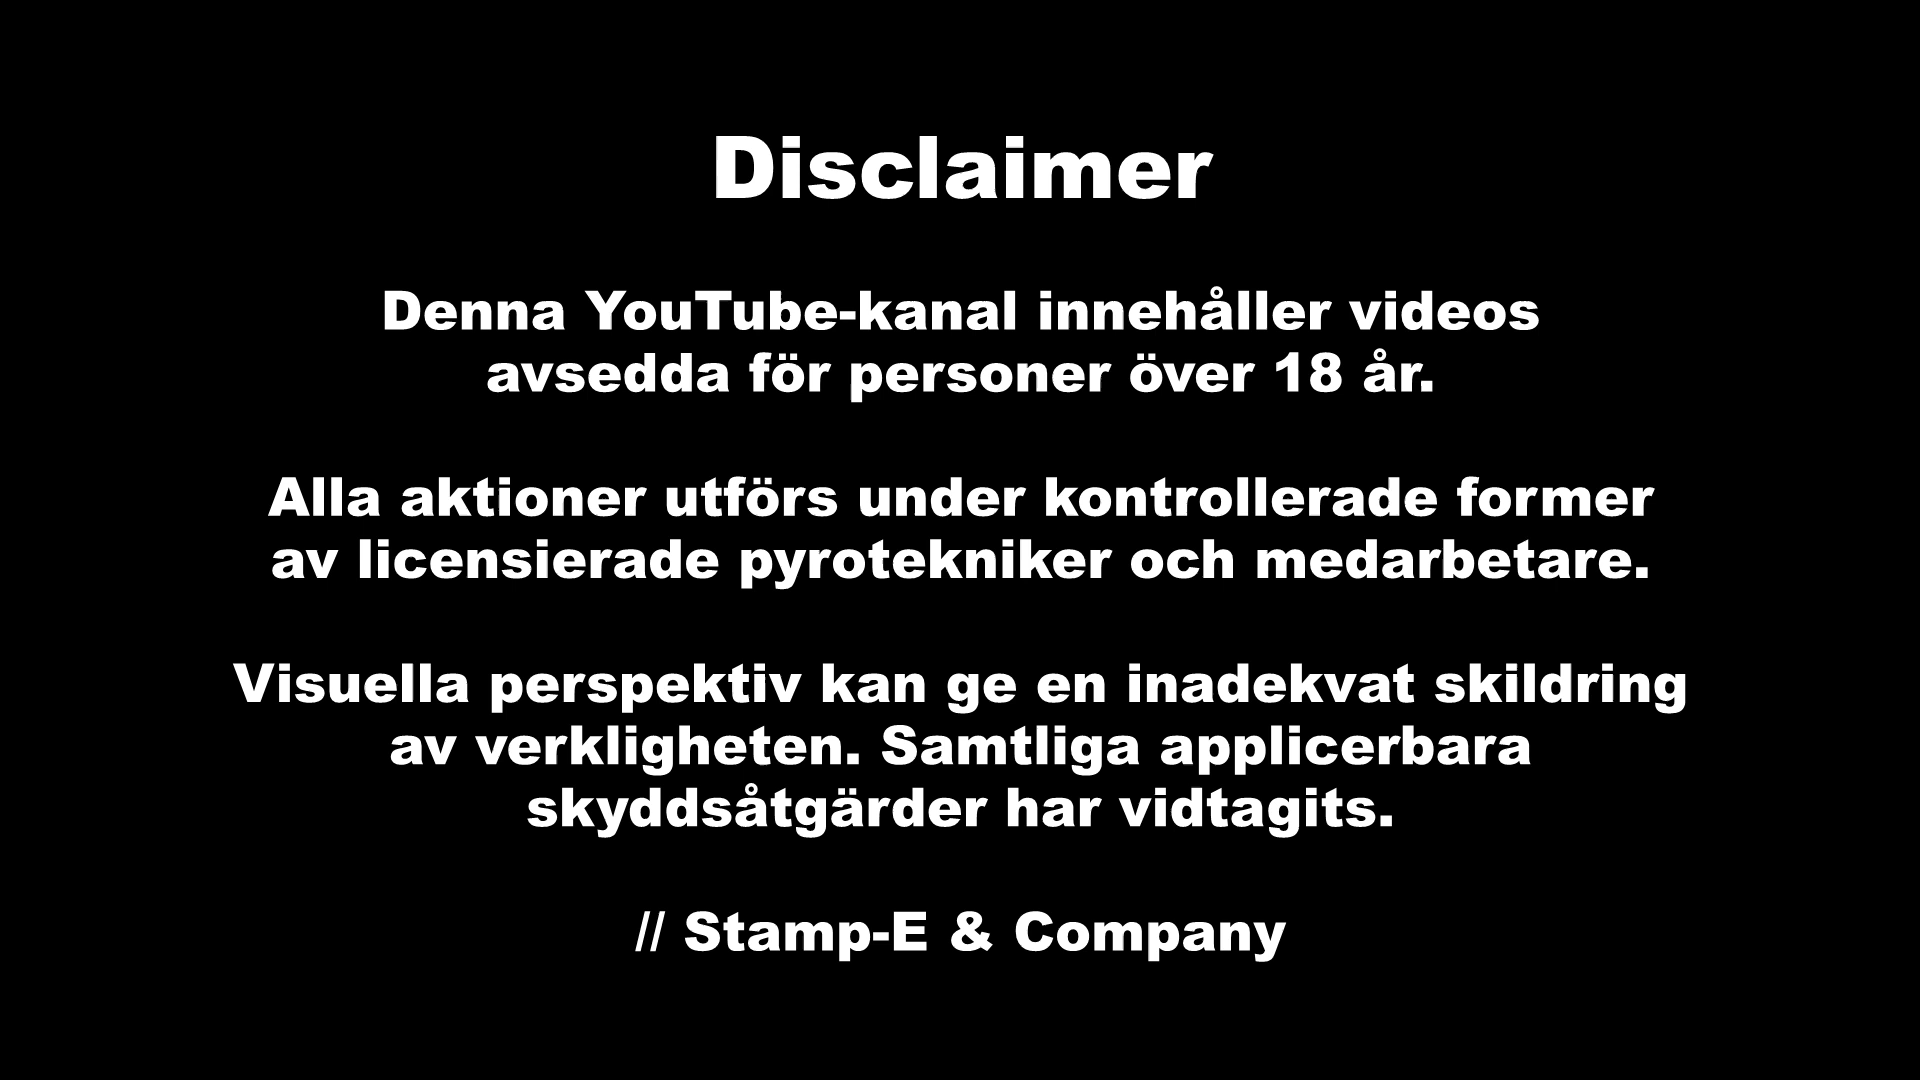 Disclaimer
Denna YouTube-kanal innehåller videos
avsedda för personer över 18 år.
Alla aktioner utförs under kontrollerade former
av licensierade pyrotekniker och medarbetare.
Visuella perspektiv kan ge en inadekvat skildring
av verkligheten. Samtliga applicerbara
skyddsåtgärder har vidtagits.
// Stamp-E & Company